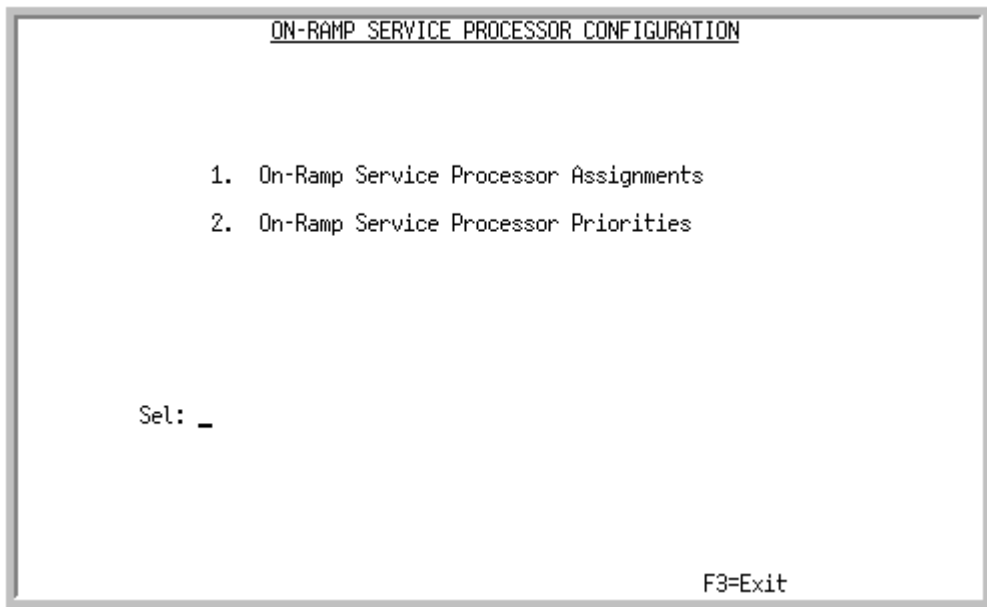 ON-RAMP SERVICE PROCESSOR CONFIGURATION
1. On-Ramp Service Processor Assignments
2. On-Ramp Service Processor Priorities
Sel: _
F3=Exit